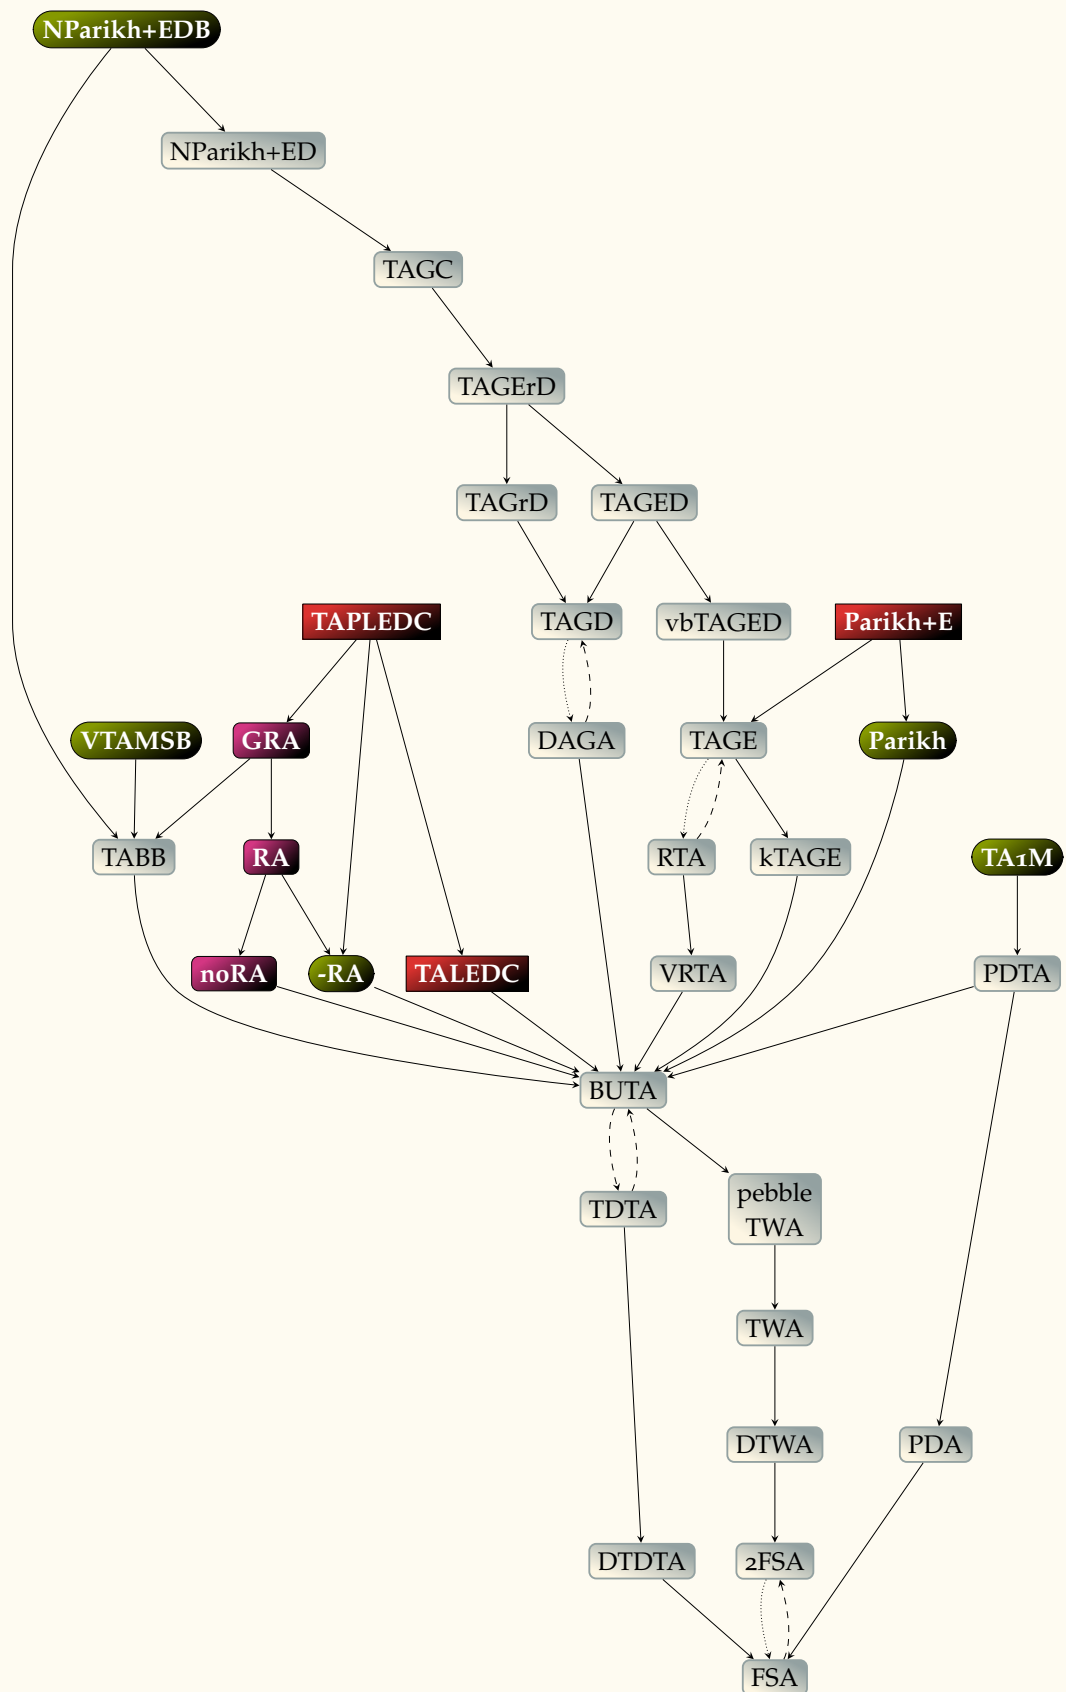 NParikh+EDB
NParikh+ED
TAGC
TAGErD
TAGrD
TAGED
TAPLEDC
TAGD
vbTAGED
Parikh+E
VTAMSB
GRA
DAGA
TAGE
Parikh
TABB
RA
RTA
kTAGE
TA1M
noRA
-RA
TALEDC
VRTA
PDTA
BUTA
TDTA
pebble
TWA
TWA
DTWA
PDA
DTDTA
2FSA
FSA